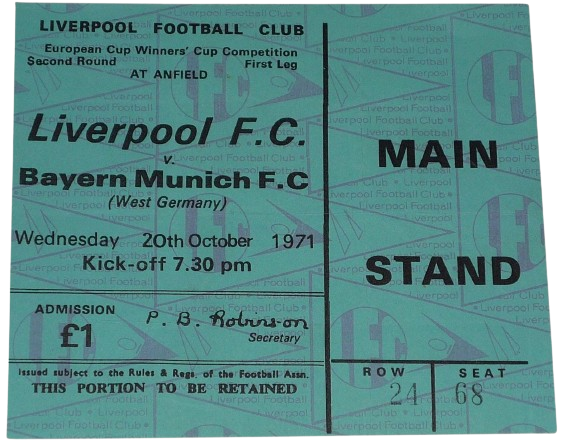 LIVERPOOL FOOTBALL CLUB
European Cup Winners' Cup Competition
Second Round First Leg
AT ANFIELD
Liverpool F.C.
v.
Bayern Munich F.C
(West Germany)
Wednesday 20th October 1971
Kick-off 7.30 pm
ADMISSION
£1
P. B. Robinson
Secretary
Issued subject to the Rules & Regs. of the Football Assn.
THIS PORTION TO BE RETAINED
MAIN
STAND
ROW SEAT
24 68